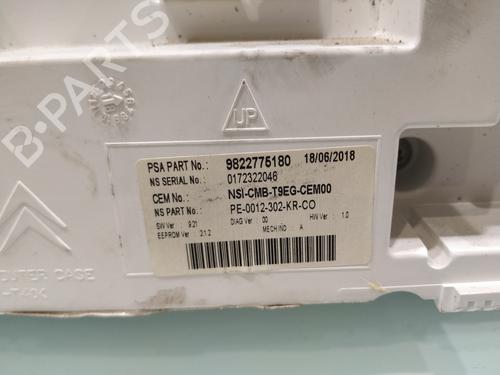 B-PARTS
UP
PSA PART No.: 9822775180 18/06/2018
NS SERIAL No.: 0172322046
CEM No.: NSI-CMB-T9EG-CEM00
NS PART No.: PE-0012-302-KR-CO
SW Ver : 9.21 DIAG Ver : 00 HW Ver : 1.0
EEPROM Ver : 2.1.2 MECH IND A
OUTER CASE